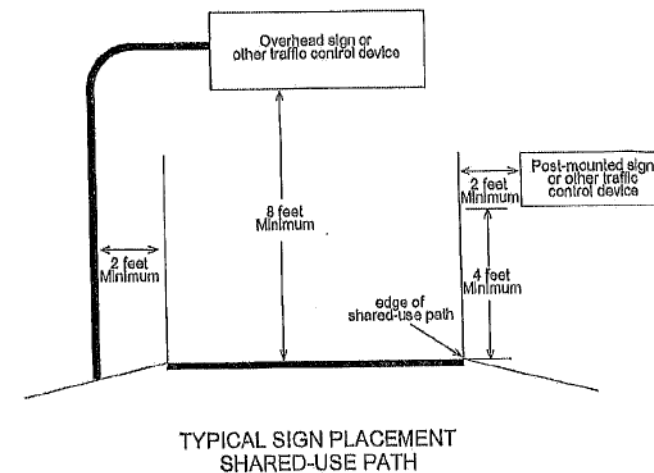 Overhead sign or
other traffic control device
Post-mounted sign
or other traffic
control device
2 feet
Minimum
8 feet
Minimum
2 feet
Minimum
4 feet
Minimum
edge of
shared-use path
TYPICAL SIGN PLACEMENT
SHARED-USE PATH